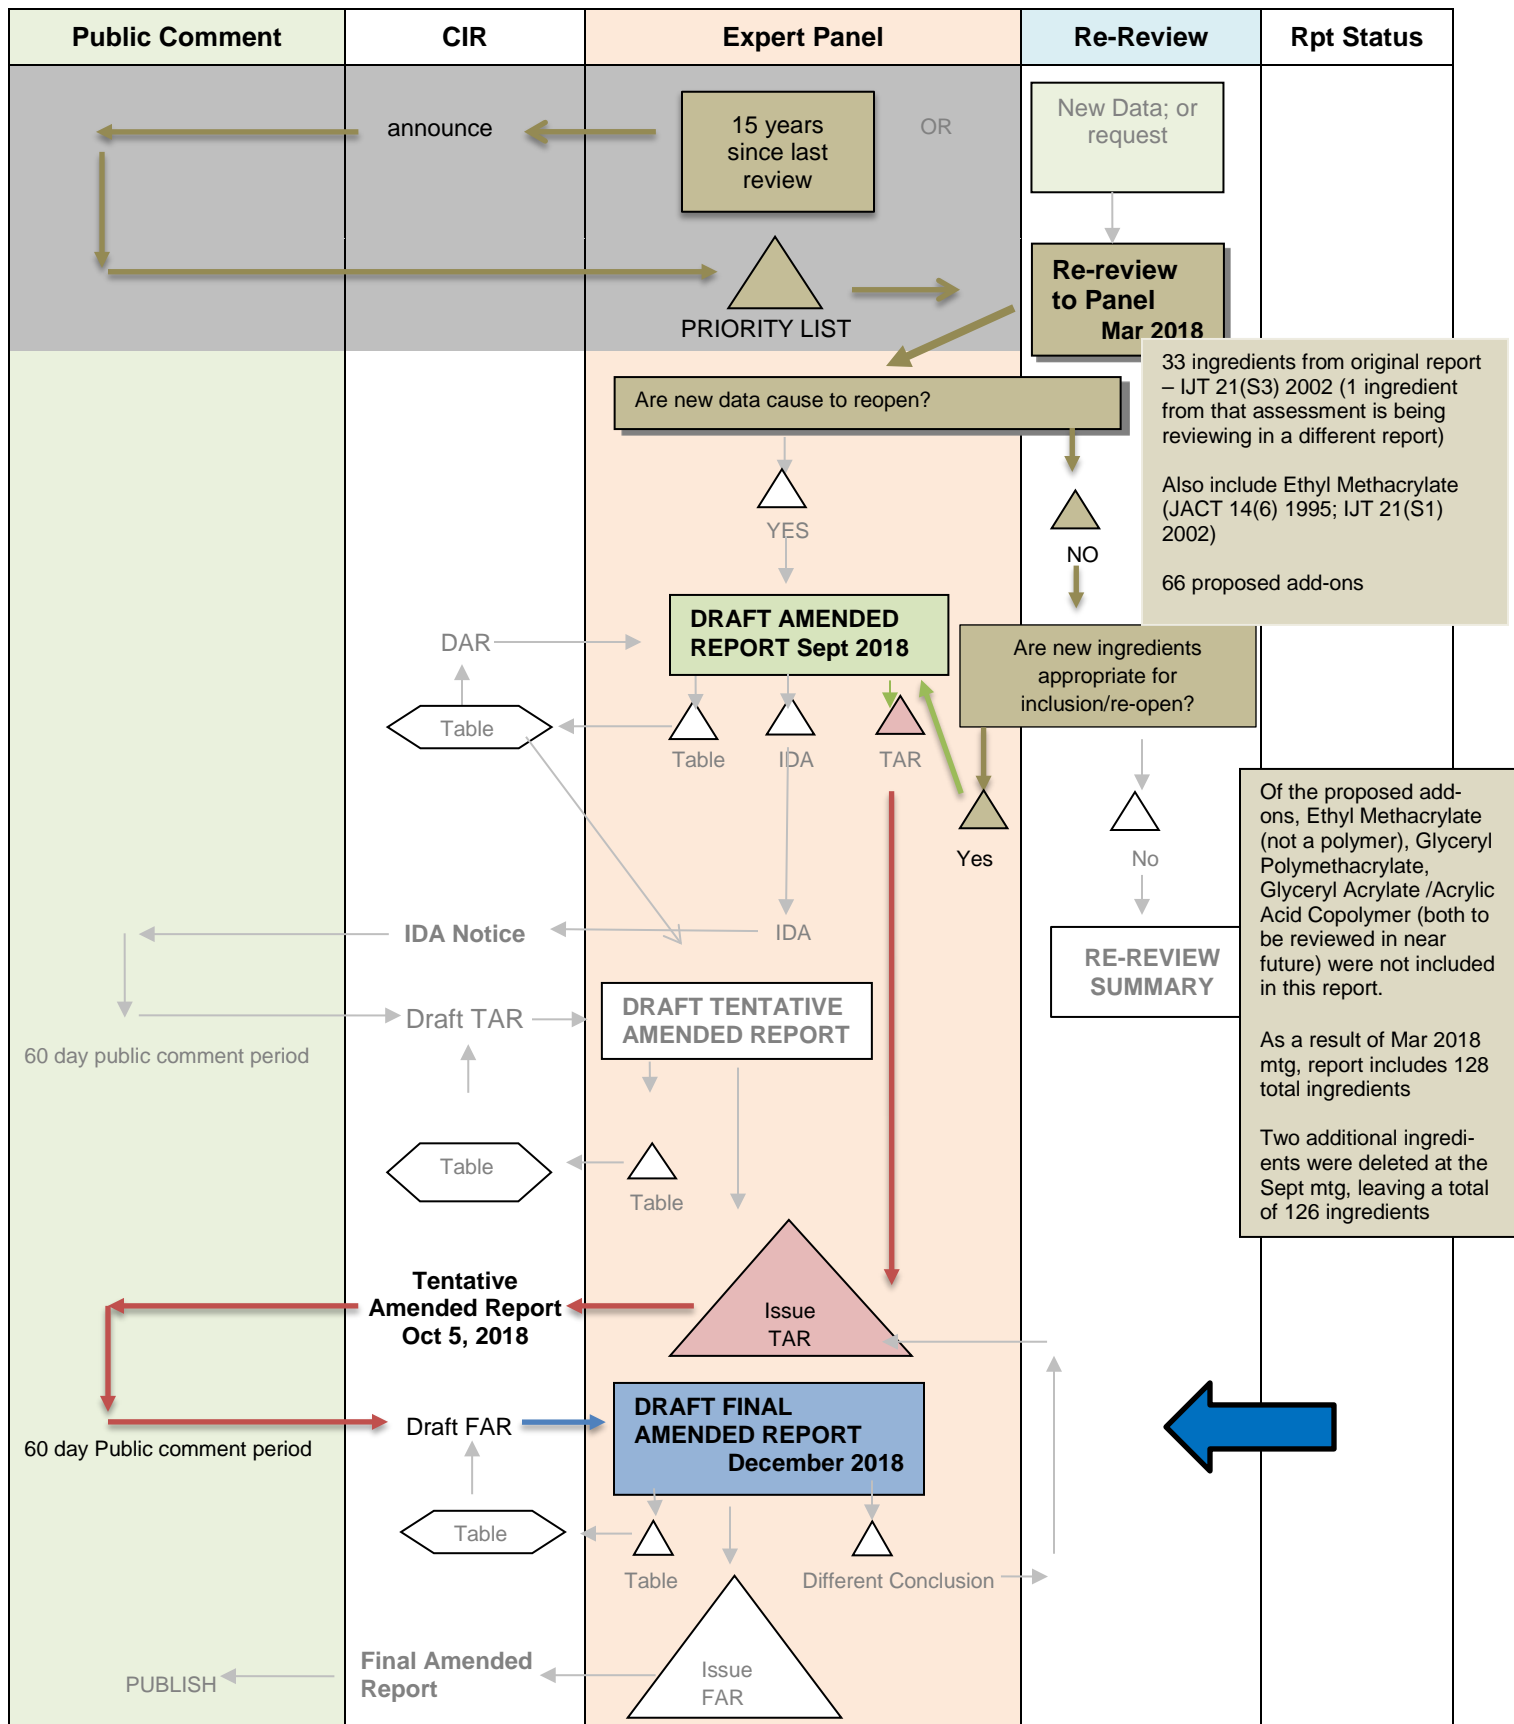 Public Comment
CIR
Expert Panel
Re-Review
Rpt Status
announce
15 years
since last
review
OR
New Data; or
request
PRIORITY LIST
Re-review
to Panel
Mar 2018
33 ingredients from original report
– IJT 21(S3) 2002 (1 ingredient
from that assessment is being
reviewing in a different report)
Also include Ethyl Methacrylate
(JACT 14(6) 1995; IJT 21(S1)
2002)
66 proposed add-ons
Are new data cause to reopen?
YES
NO
DRAFT AMENDED
REPORT Sept 2018
DAR
Table
Table
IDA
TAR
Are new ingredients
appropriate for
inclusion/re-open?
Yes
No
Of the proposed add-
ons, Ethyl Methacrylate
(not a polymer), Glyceryl
Polymethacrylate,
Glyceryl Acrylate /Acrylic
Acid Copolymer (both to
be reviewed in near
future) were not included
in this report.
As a result of Mar 2018
mtg, report includes 128
total ingredients
Two additional ingredi-
ents were deleted at the
Sept mtg, leaving a total
of 126 ingredients
IDA Notice
IDA
RE-REVIEW
SUMMARY
Draft TAR
DRAFT TENTATIVE
AMENDED REPORT
60 day public comment period
Table
Table
Tentative
Amended Report
Oct 5, 2018
Issue
TAR
Draft FAR
DRAFT FINAL
AMENDED REPORT
December 2018
60 day Public comment period
Table
Table
Different Conclusion
PUBLISH
Final Amended
Report
Issue
FAR